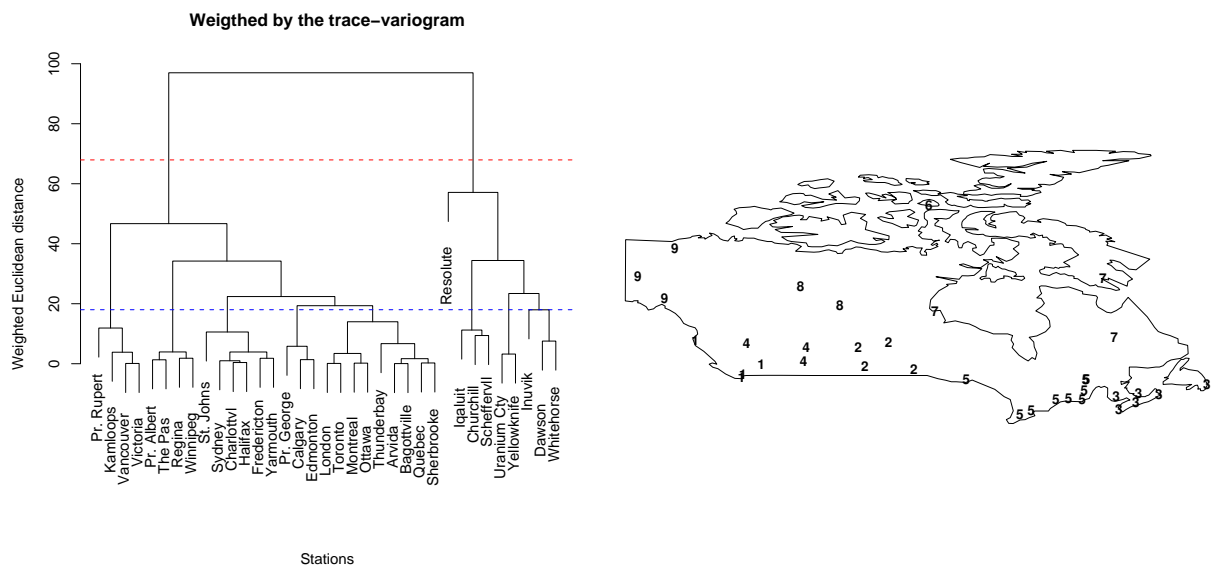 Weigthed by the trace−variogram
Weighted Euclidean distance
100
80
60
40
20
0
Pr. Rupert
Kamloops
Vancouver
Victoria
Pr. Albert
The Pas
Regina
Winnipeg
St. Johns
Sydney
Charlottvl
Halifax
Fredericton
Yarmouth
Pr. George
Calgary
Edmonton
London
Toronto
Montreal
Ottawa
Thunderbay
Arvida
Bagottville
Quebec
Sherbrooke
Resolute
Iqaluit
Churchill
Scheffervll
Uranium Cty
Yellowknife
Inuvik
Dawson
Whitehorse
Stations
6
9
9
7
8
9
8
7
1
4
4
2
2
7
1
4
2
2
1
1
5
5
5
3
3
3
5
5
5
5
3
3
5
5
3